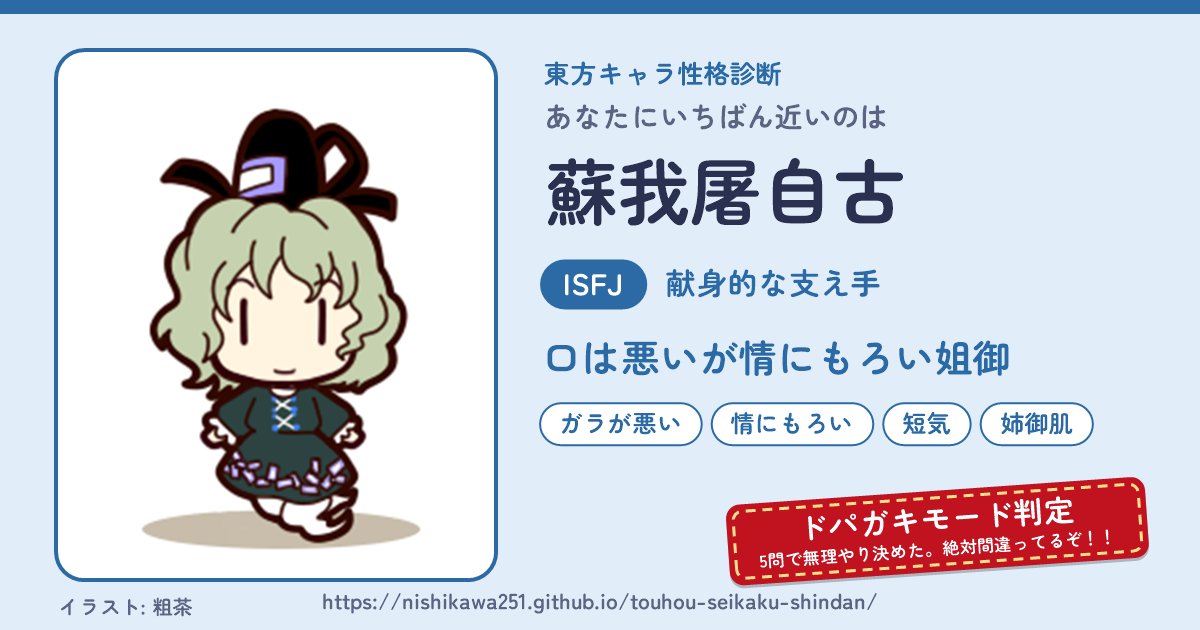 東方キャラ性格診断
あなたにいちばん近いのは
蘇我屠自古
ISFJ 献身的な支え手
口は悪いが情にもろい姐御
ガラが悪い 情にもろい 短気 姉御肌
ドパガキモード判定
5問で無理やり決めた。絶対間違ってるぞ！！
イラスト: 粗茶
https://nishikawa251.github.io/touhou-seikaku-shindan/